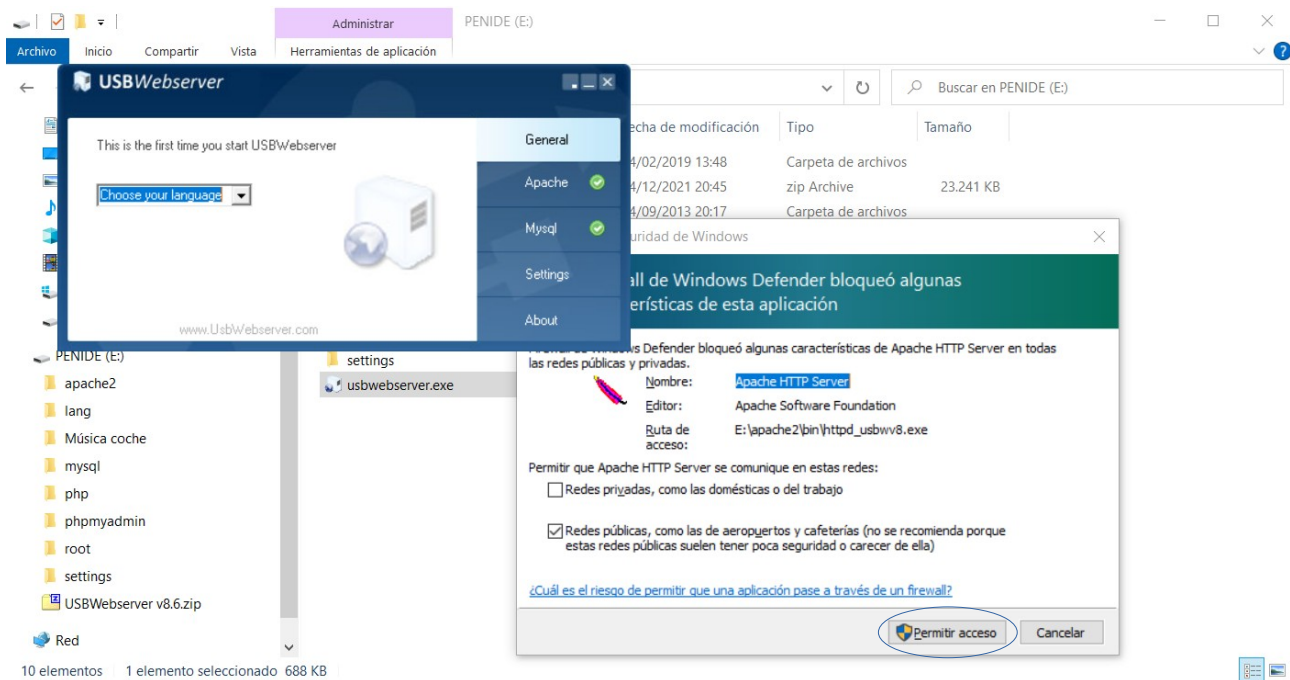 Administrar
PENIDE (E:)
Archivo
Inicio
Compartir
Vista
Herramientas de aplicación
USBWebserver
Buscar en PENIDE (E:)
This is the first time you start USBWebserver
Choose your language
www.UsbWebserver.com
General
Apache
Mysql
Settings
About
echa de modificación
Tipo
Tamaño
4/02/2019 13:48
Carpeta de archivos
4/12/2021 20:45
zip Archive
23.241 KB
4/09/2013 20:17
Carpeta de archivos
PENIDE (E:)
apache2
lang
Música coche
mysql
php
phpmyadmin
root
settings
USBWebserver v8.6.zip
Red
settings
usbwebserver.exe
uridad de Windows
all de Windows Defender bloqueó algunas
erísticas de esta aplicación
s Defender bloqueó algunas características de Apache HTTP Server en todas
las redes públicas y privadas.
Nombre:
Apache HTTP Server
Editor:
Apache Software Foundation
Ruta de
acceso:
E:\apache2\bin\httpd_usbwv8.exe
Permitir que Apache HTTP Server se comunique en estas redes:
Redes privadas, como las domésticas o del trabajo
Redes públicas, como las de aeropuertos y cafeterías (no se recomienda porque
estas redes públicas suelen tener poca seguridad o carecer de ella)
¿Cuál es el riesgo de permitir que una aplicación pase a través de un firewall?
Permitir acceso
Cancelar
10 elementos
1 elemento seleccionado 688 KB